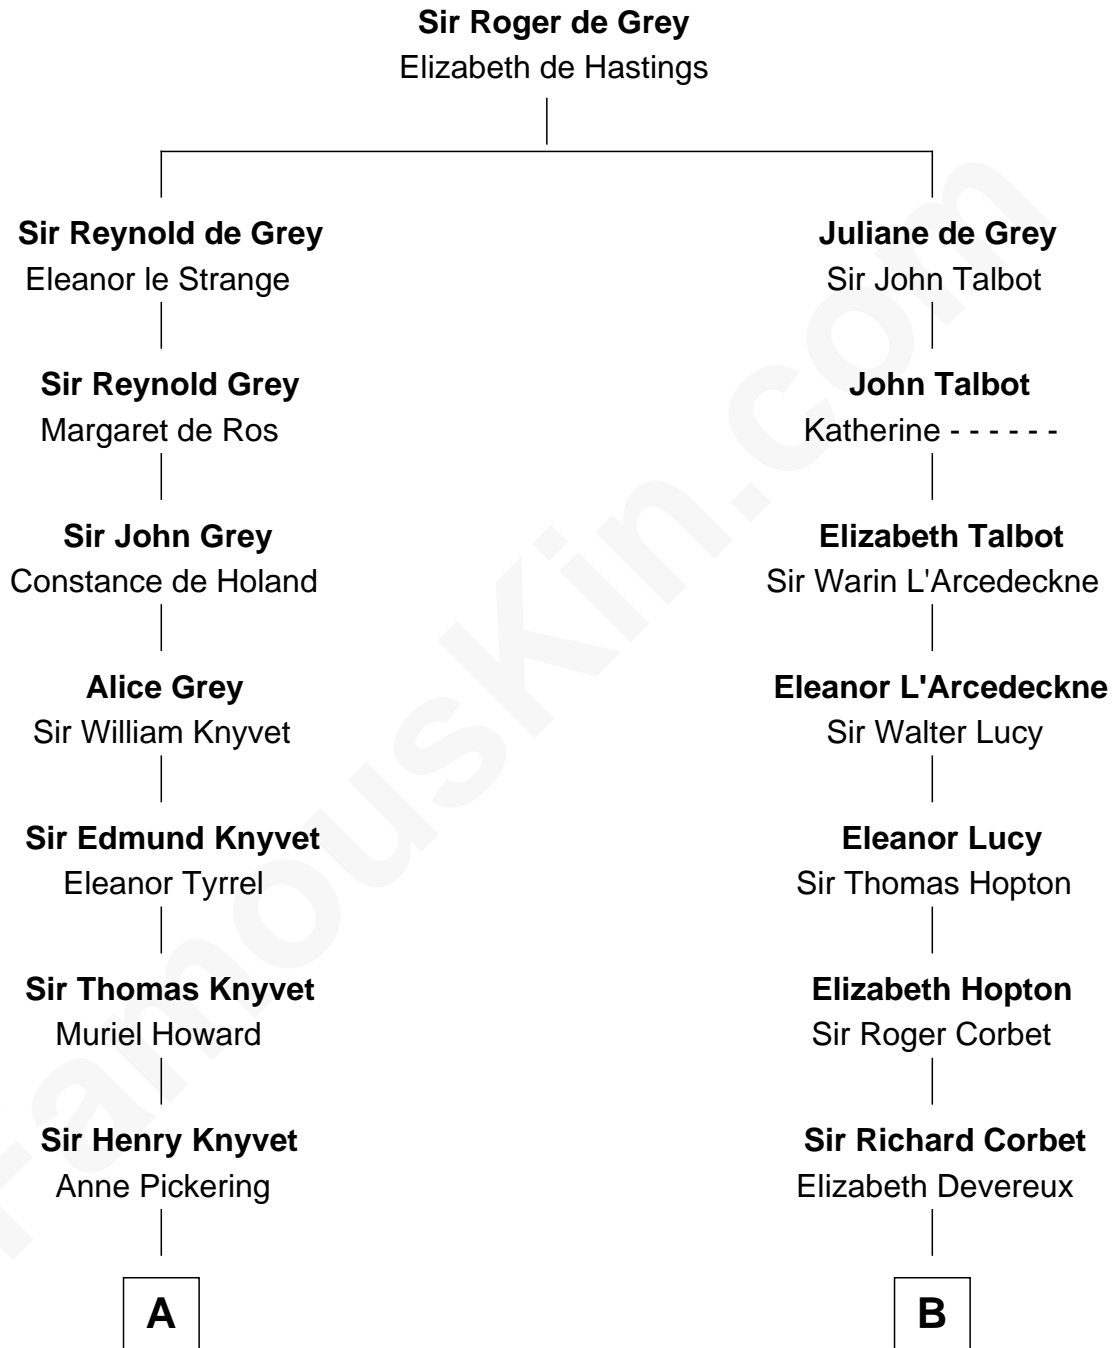 Sir Roger de Grey
Elizabeth de Hastings
Sir Reynold de Grey
Eleanor le Strange
Juliane de Grey
Sir John Talbot
Sir Reynold Grey
Margaret de Ros
John Talbot
Katherine - - - - - -
Sir John Grey
Constance de Holand
Elizabeth Talbot
Sir Warin L'Arcedeckne
Alice Grey
Sir William Knyvet
Eleanor L'Arcedeckne
Sir Walter Lucy
Sir Edmund Knyvet
Eleanor Tyrrel
Eleanor Lucy
Sir Thomas Hopton
Sir Thomas Knyvet
Muriel Howard
Elizabeth Hopton
Sir Roger Corbet
Sir Henry Knyvet
Anne Pickering
Sir Richard Corbet
Elizabeth Devereux
A
B
FamousKin.com